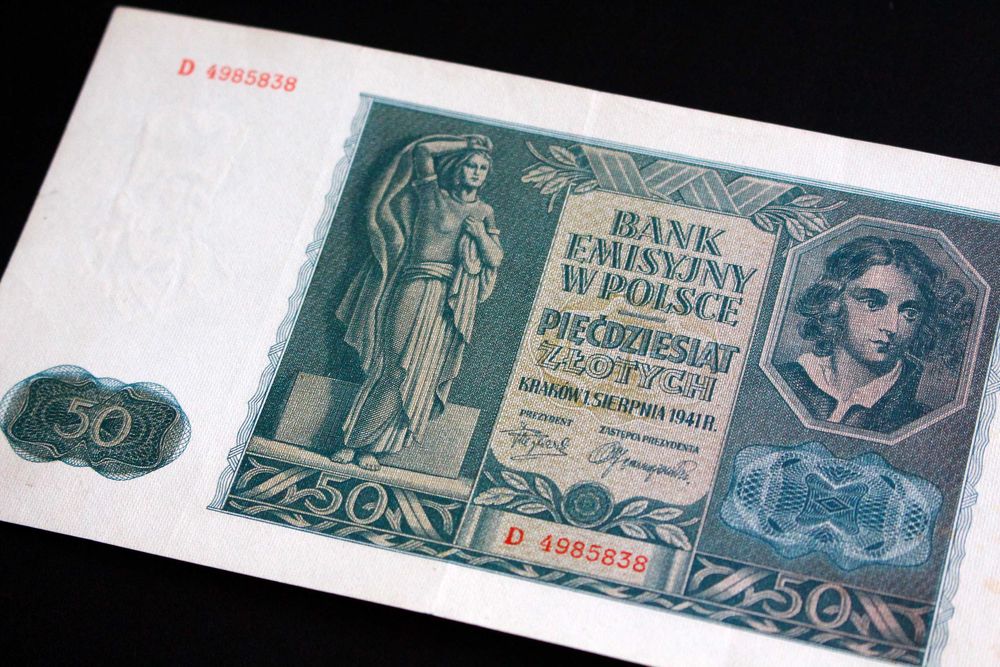 D 4985838
BANK
EMISYJNY
W POLSCE
PIĘĆDZIESIĄT
ZŁOTYCH
KRAKÓW 1. SIERPNIA 1941 R.
PREZYDENT ZASTĘPCA PREZYDENTA
50
50
D 4985838
50